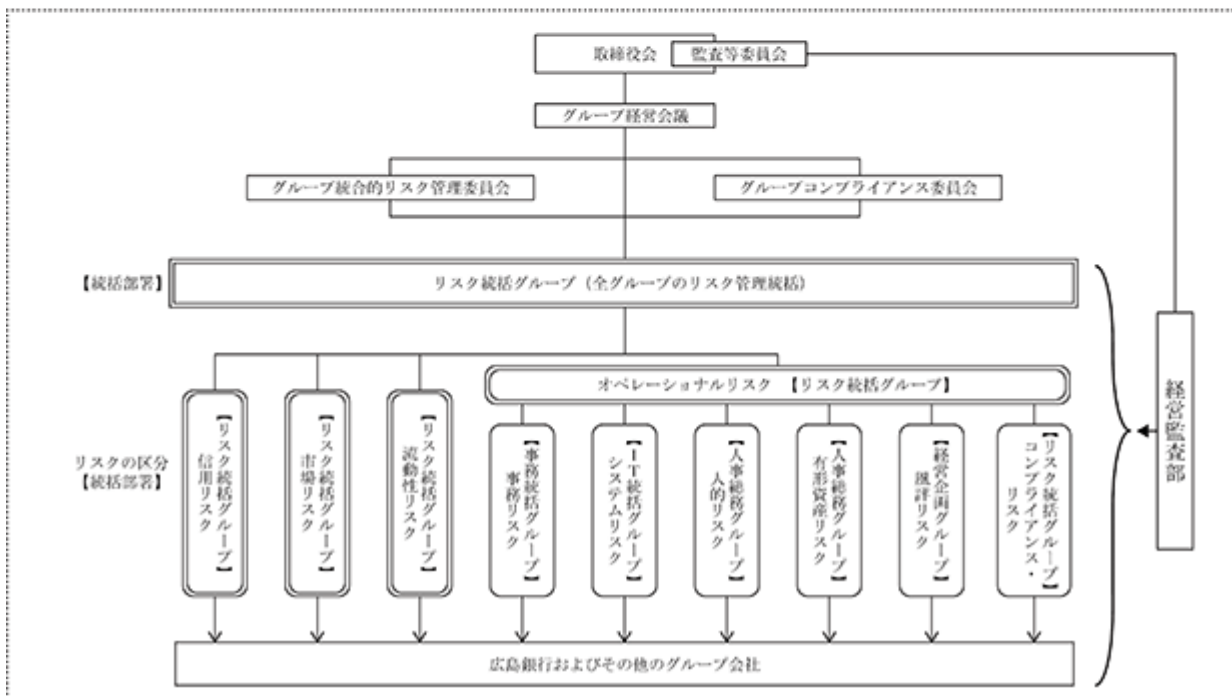 取締役会
監査等委員会
グループ経営会議
グループ統合的リスク管理委員会
グループコンプライアンス委員会
【統括部署】
リスク統括グループ（全グループのリスク管理統括）
オペレーショナルリスク 【リスク統括グループ】
リスクの区分
【統括部署】
信用リスク
【リスク統括グループ】
市場リスク
【リスク統括グループ】
流動性リスク
【リスク統括グループ】
事務リスク
【事務統括グループ】
システムリスク
【IT統括グループ】
人的リスク
【人事総務グループ】
有形資産リスク
【人事総務グループ】
風評リスク
【経営企画グループ】
コンプライアンス・
リスク
【リスク統括グループ】
経営監査部
広島銀行およびその他のグループ会社